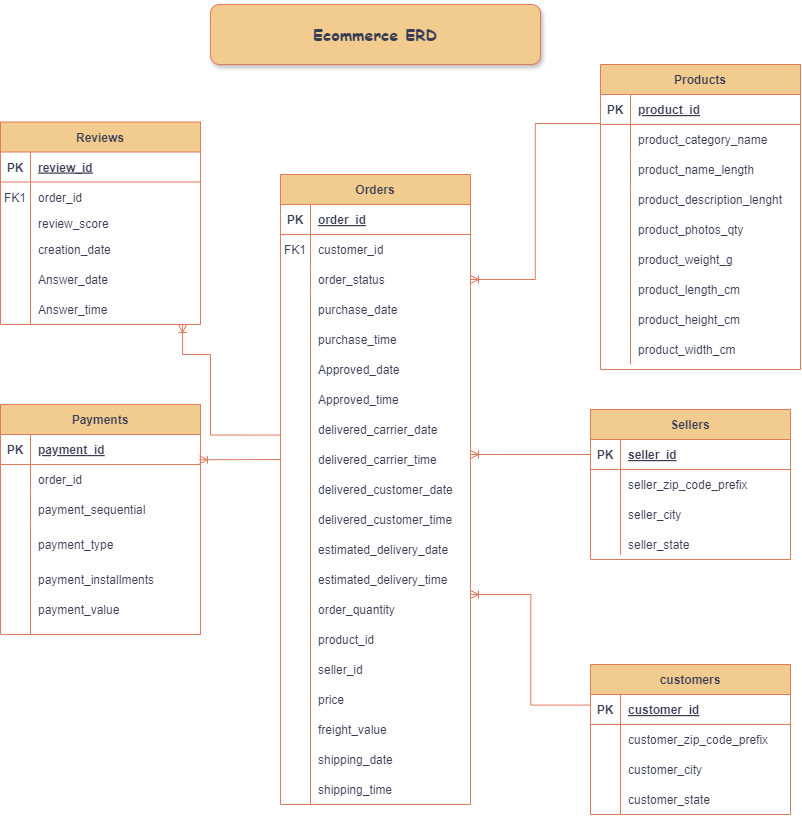 Ecommerce ERD
Reviews
PK review_id
FK1 order_id
review_score
creation_date
Answer_date
Answer_time
Payments
PK payment_id
order_id
payment_sequential
payment_type
payment_installments
payment_value
Orders
PK order_id
FK1 customer_id
order_status
purchase_date
purchase_time
Approved_date
Approved_time
delivered_carrier_date
delivered_carrier_time
delivered_customer_date
delivered_customer_time
estimated_delivery_date
estimated_delivery_time
order_quantity
product_id
seller_id
price
freight_value
shipping_date
shipping_time
Products
PK product_id
product_category_name
product_name_length
product_description_lenght
product_photos_qty
product_weight_g
product_length_cm
product_height_cm
product_width_cm
Sellers
PK seller_id
seller_zip_code_prefix
seller_city
seller_state
customers
PK customer_id
customer_zip_code_prefix
customer_city
customer_state